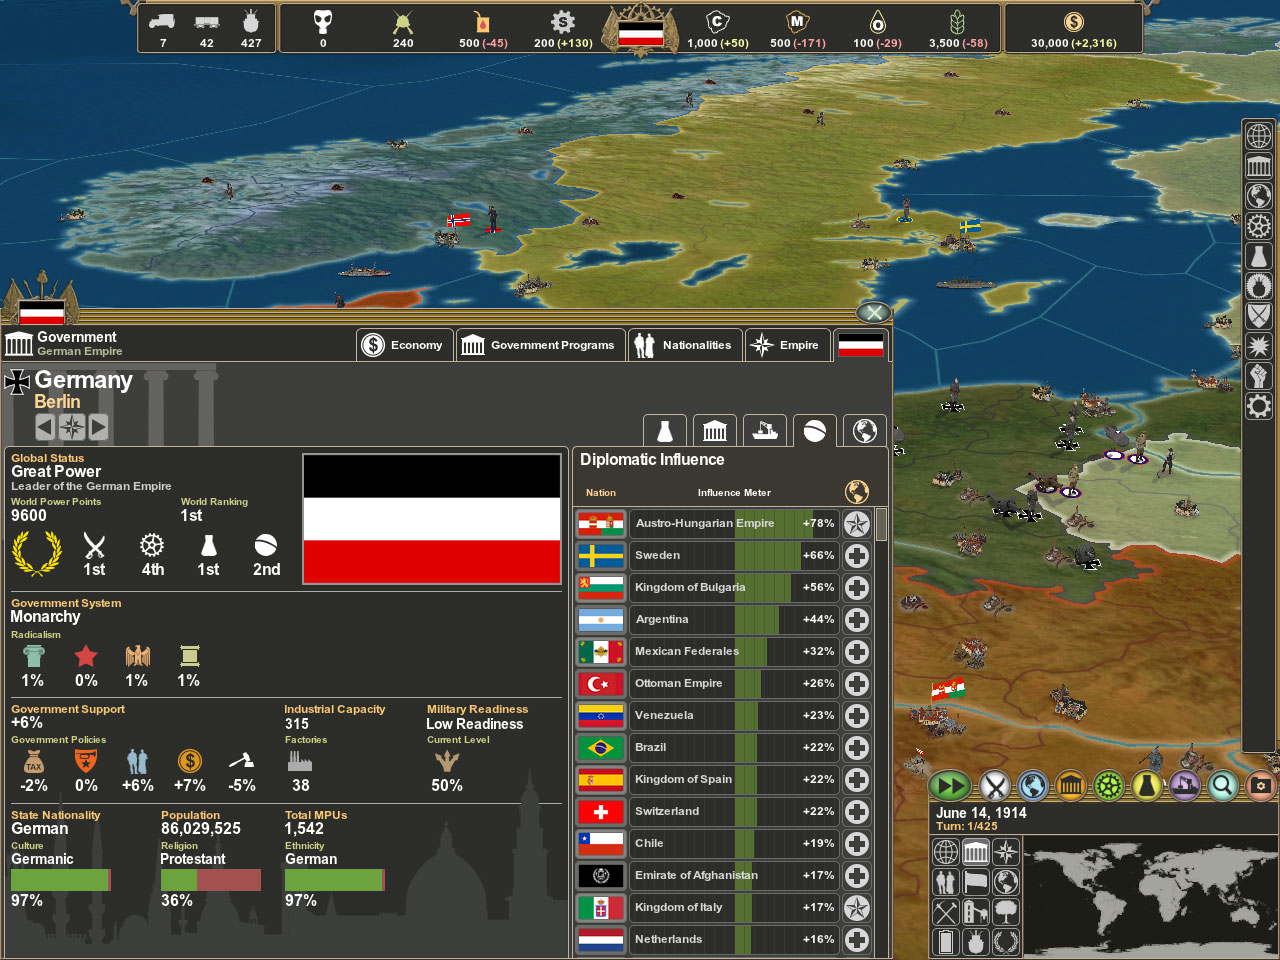 7 42 427 0 240 500 (-45) 200 (+130) 1,000 (+50) 500 (-171) 100 (-29) 3,500 (-58) 30,000 (+2,316)
S C M O $
Government
German Empire
$ Economy Government Programs Nationalities Empire
Germany
Berlin
Global Status
Great Power
Leader of the German Empire
World Power Points World Ranking
9600 1st
1st 4th 1st 2nd
Government System
Monarchy
Radicalism
1% 0% 1% 1%
Government Support Industrial Capacity Military Readiness
+6% 315 Low Readiness
Government Policies Factories Current Level
TAX $
-2% 0% +6% +7% -5% 38 50%
State Nationality Population Total MPUs
German 86,029,525 1,542
Culture Religion Ethnicity
Germanic Protestant German
97% 36% 97%
Diplomatic Influence
Nation Influence Meter
Austro-Hungarian Empire +78%
Sweden +66%
Kingdom of Bulgaria +56%
Argentina +44%
Mexican Federales +32%
Ottoman Empire +26%
Venezuela +23%
Brazil +22%
Kingdom of Spain +22%
Switzerland +22%
Chile +19%
Emirate of Afghanistan +17%
Kingdom of Italy +17%
Netherlands +16%
June 14, 1914
Turn: 1/425